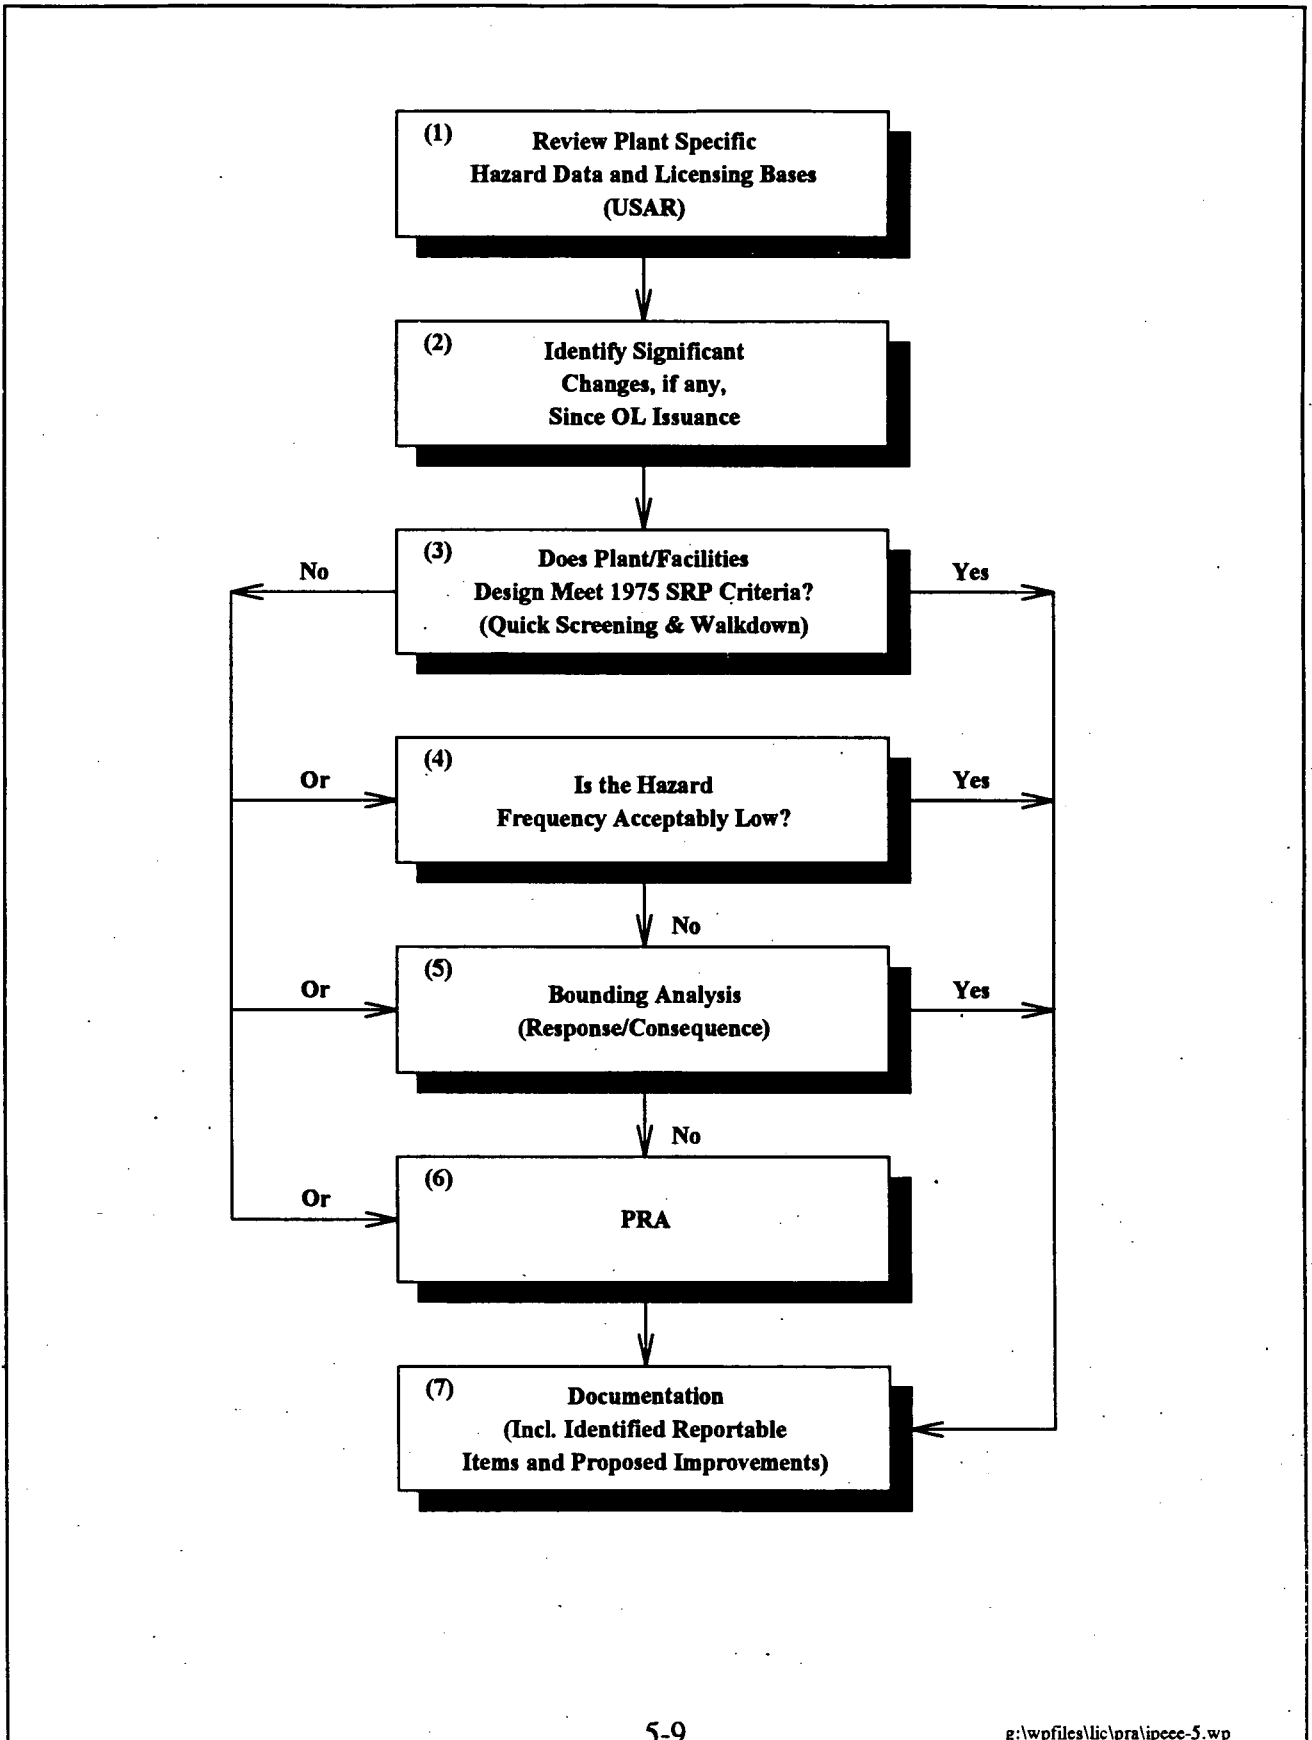 (1)
Review Plant Specific
Hazard Data and Licensing Bases
(USAR)
(2)
Identify Significant
Changes, if any,
Since OL Issuance
(3)
Does Plant/Facilities
Design Meet 1975 SRP Criteria?
(Quick Screening & Walkdown)
No
Yes
(4)
Is the Hazard
Frequency Acceptably Low?
Or
Yes
No
(5)
Bounding Analysis
(Response/Consequence)
Or
Yes
No
(6)
PRA
Or
(7)
Documentation
(Incl. Identified Reportable
Items and Proposed Improvements)
5-9
g:\wpfiles\lic\pra\ipeee-5.wp